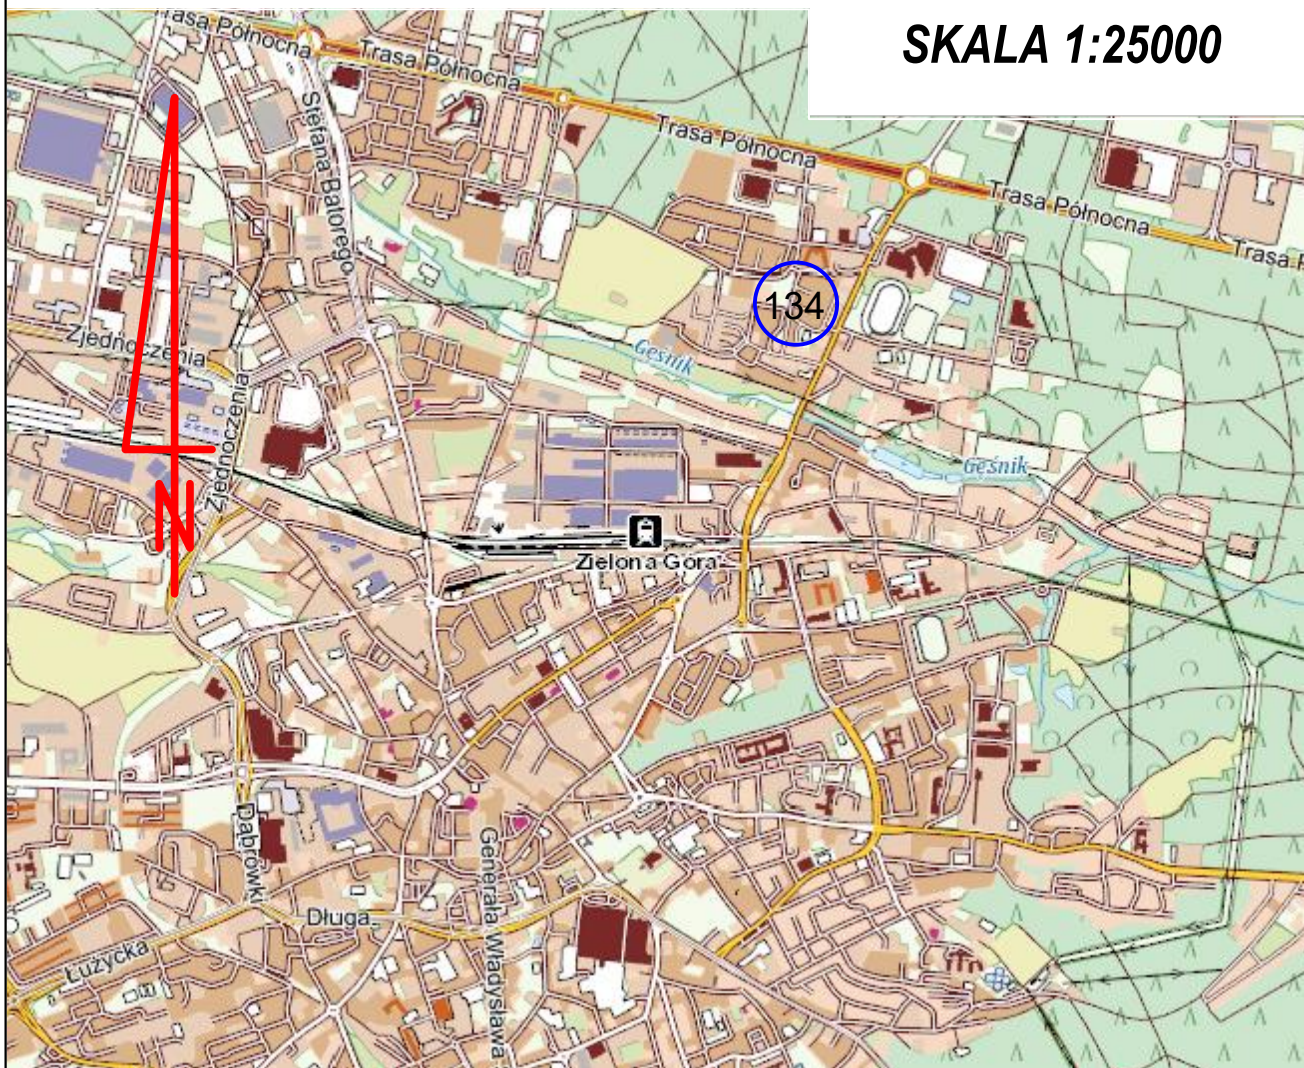 SKALA 1:25000
Trasa Północna
Trasa Północna
Trasa Północna
Trasa Północna
Trasa P
Stefana Batorego
134
Zjednoczenia
Gęśnik
Zjednoczenia
Gęśnik
N
Zielona Góra
Dąbrówki
Generała Władysława
Długa
Łużycka